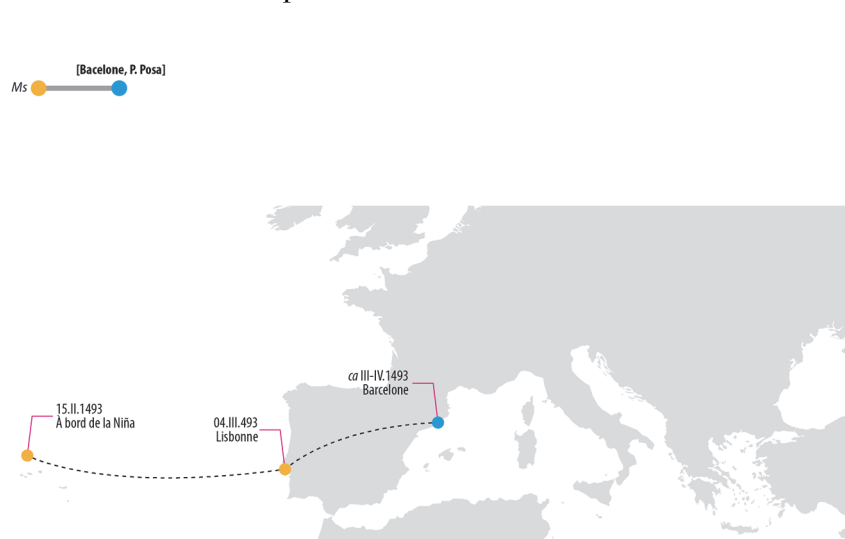 [Bacelone, P. Posa]
Ms
ca III-IV.1493
Barcelone
15.II.1493
À bord de la Niña
04.III.493
Lisbonne